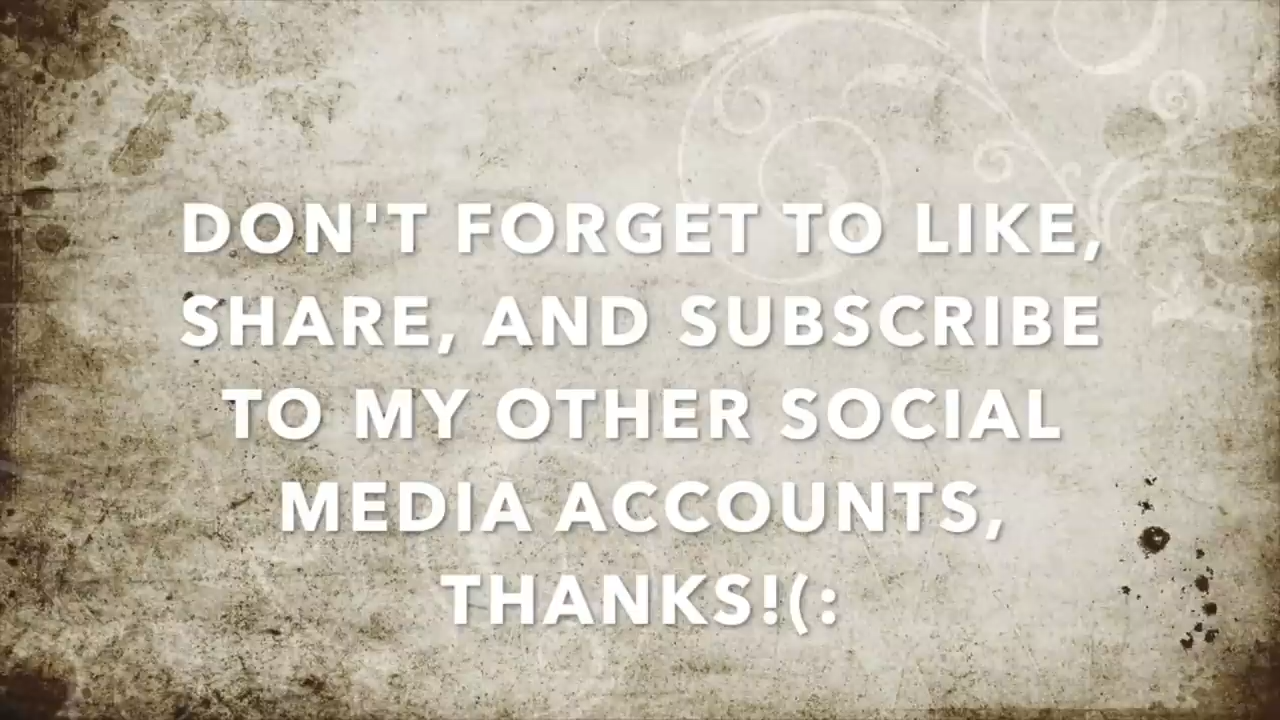 DON'T FORGET TO LIKE,
SHARE, AND SUBSCRIBE
TO MY OTHER SOCIAL
MEDIA ACCOUNTS,
THANKS!(: